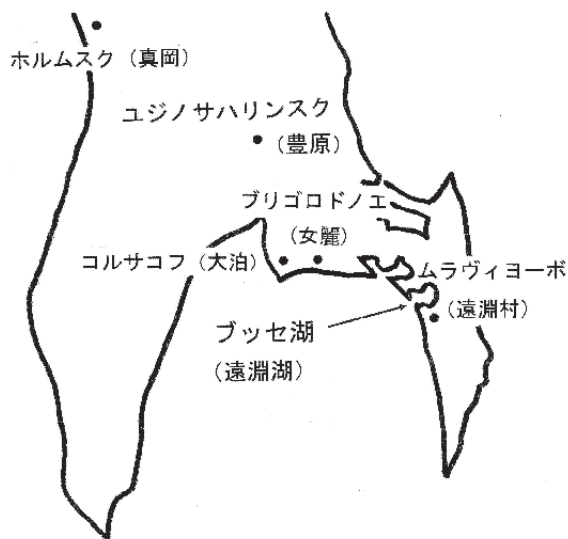 ホルムスク（真岡）
ユジノサハリンスク
（豊原）
プリゴロドノエ
（女麗）
コルサコフ（大泊）
ムラヴィヨーボ
（遠淵村）
ブッセ湖
（遠淵湖）